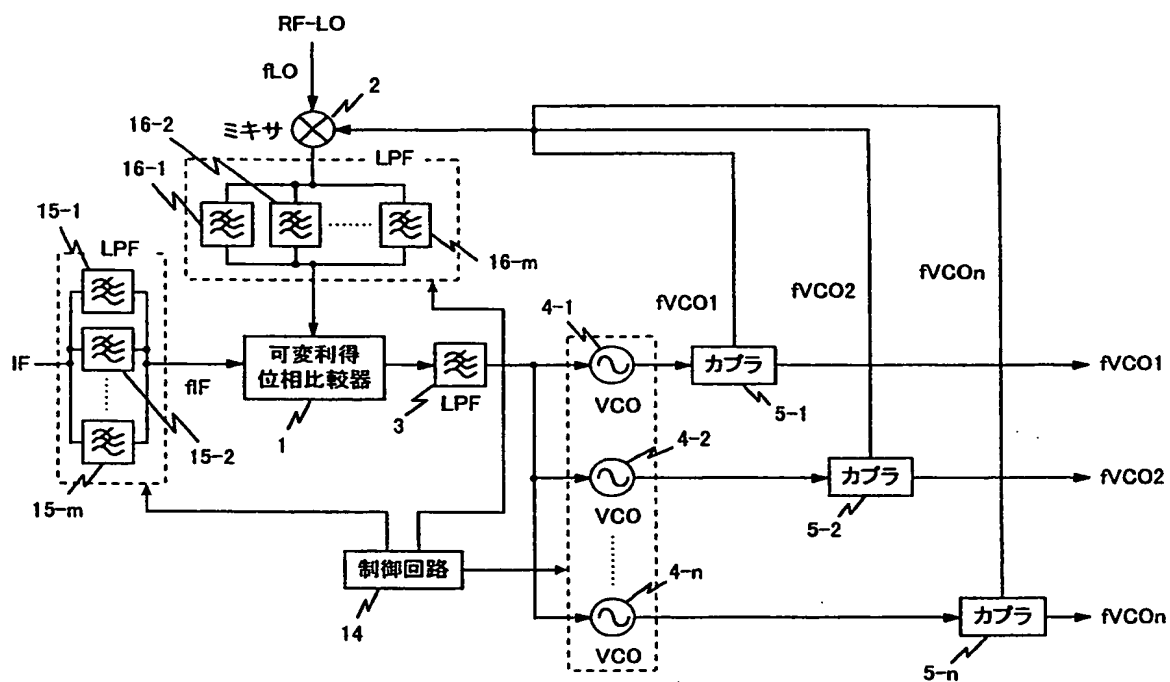 RF-LO
fLO
2
ミキサ
16-2
LPF
16-1
15-1
LPF
16-m
fVCOn
fVCO2
fVCO1
4-1
IF
fIF
可変利得
位相比較器
カプラ
fVCO1
LPF
VCO
3
5-1
1
15-2
4-2
カプラ
fVCO2
15-m
VCO
5-2
制御回路
4-n
14
カプラ
fVCOn
VCO
5-n